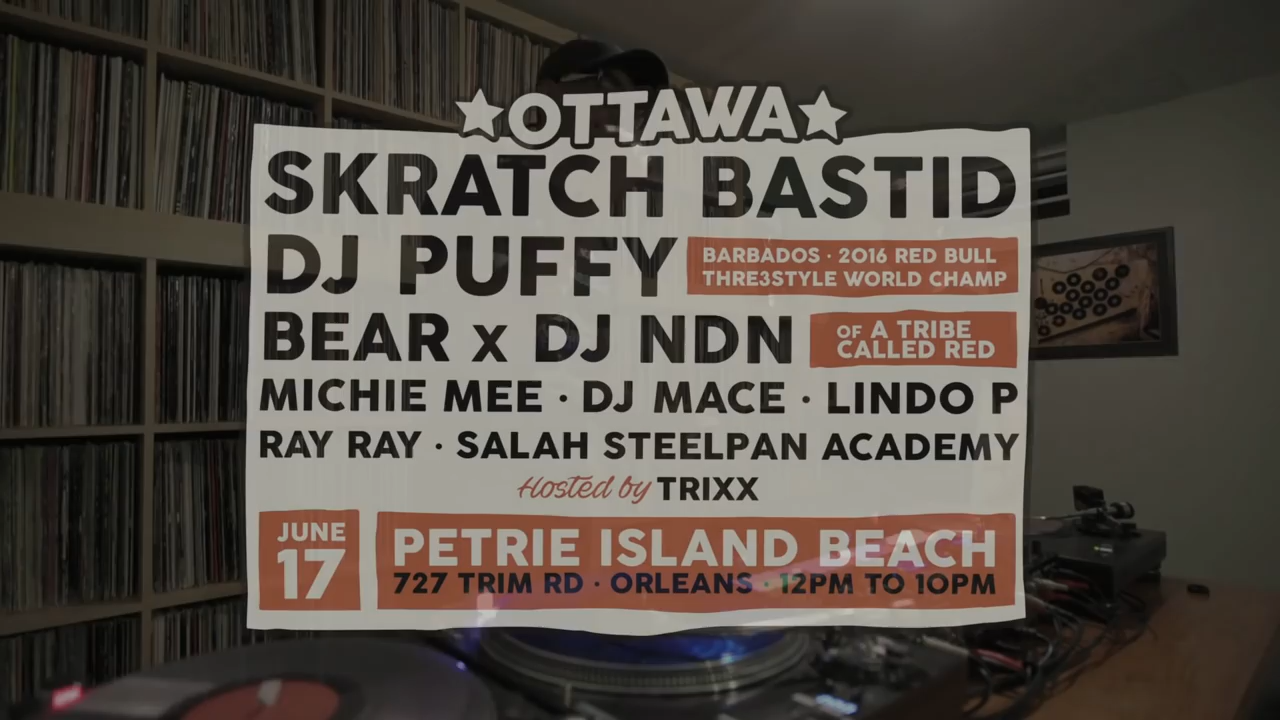 OTTAWA
SKRATCH BASTID
DJ PUFFY
BARBADOS · 2016 RED BULL
THRE3STYLE WORLD CHAMP
BEAR x DJ NDN
OF A TRIBE
CALLED RED
MICHIE MEE · DJ MACE · LINDO P
RAY RAY · SALAH STEELPAN ACADEMY
Hosted by TRIXX
JUNE
17
PETRIE ISLAND BEACH
727 TRIM RD · ORLEANS · 12PM TO 10PM